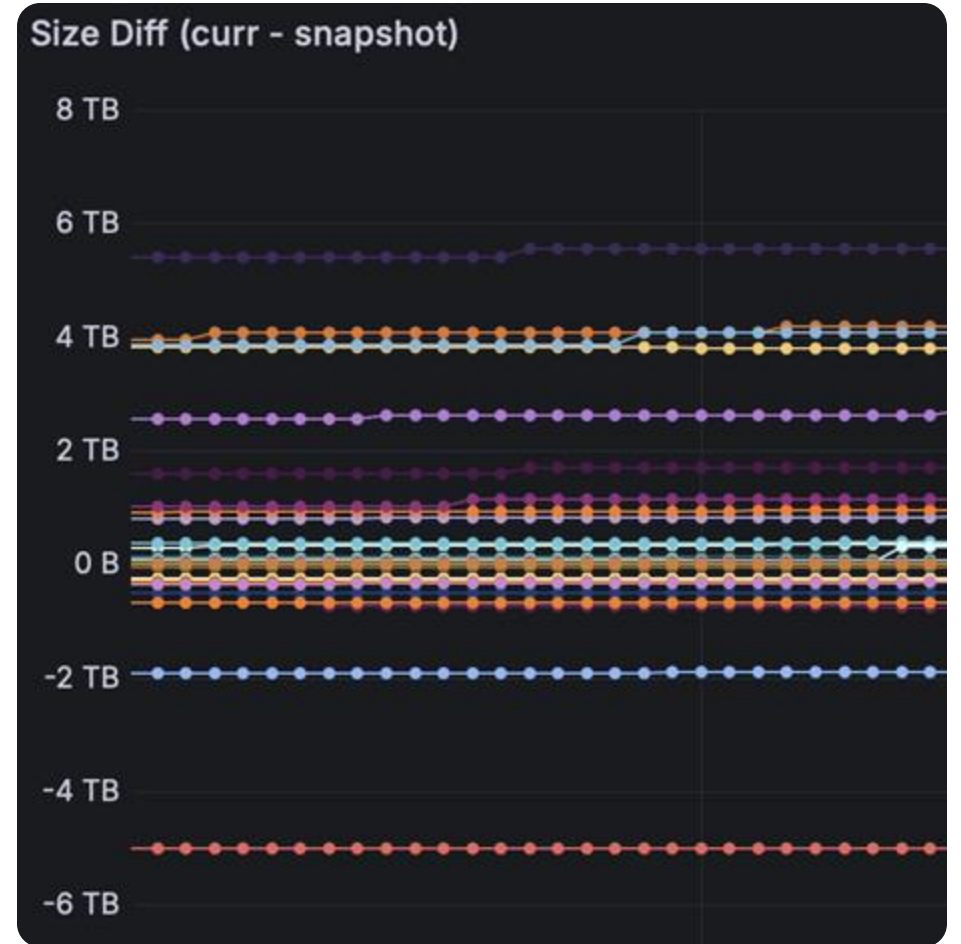 Size Diff (curr - snapshot)
8 TB
6 TB
4 TB
2 TB
0 B
-2 TB
-4 TB
-6 TB